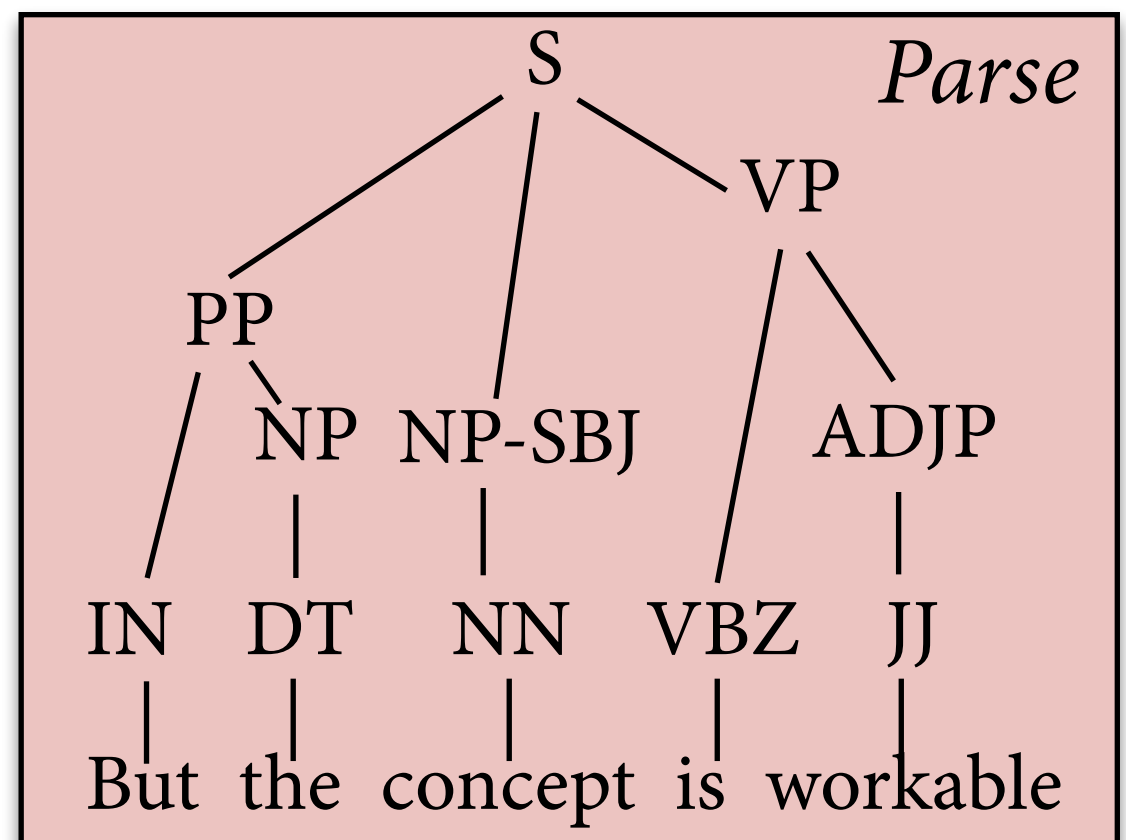 S
Parse
VP
PP
NP NP-SBJ ADJP
IN DT NN VBZ JJ
But the concept is workable